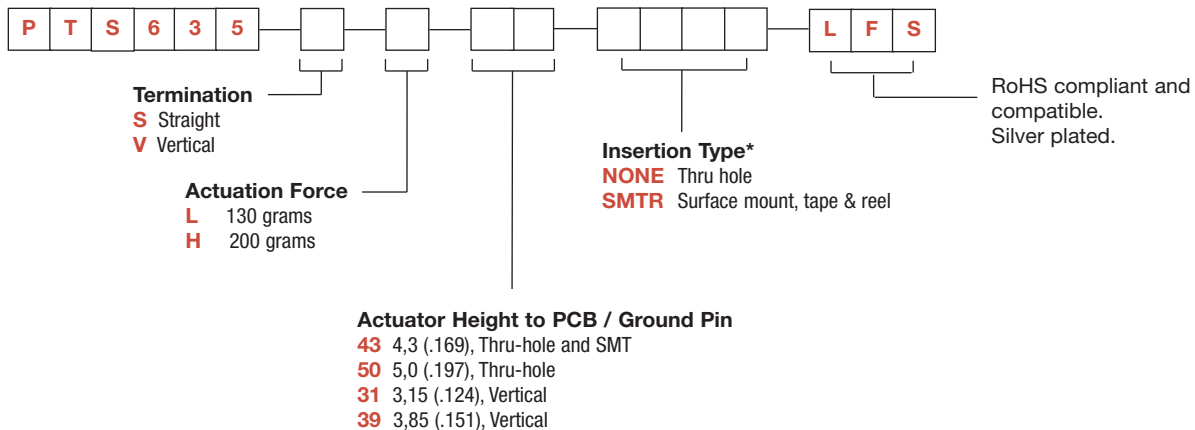 P T S 6 3 5 L F S
Termination
S Straight
V Vertical
Actuation Force
L 130 grams
H 200 grams
Actuator Height to PCB / Ground Pin
43 4,3 (.169), Thru-hole and SMT
50 5,0 (.197), Thru-hole
31 3,15 (.124), Vertical
39 3,85 (.151), Vertical
Insertion Type*
NONE Thru hole
SMTR Surface mount, tape & reel
RoHS compliant and
compatible.
Silver plated.